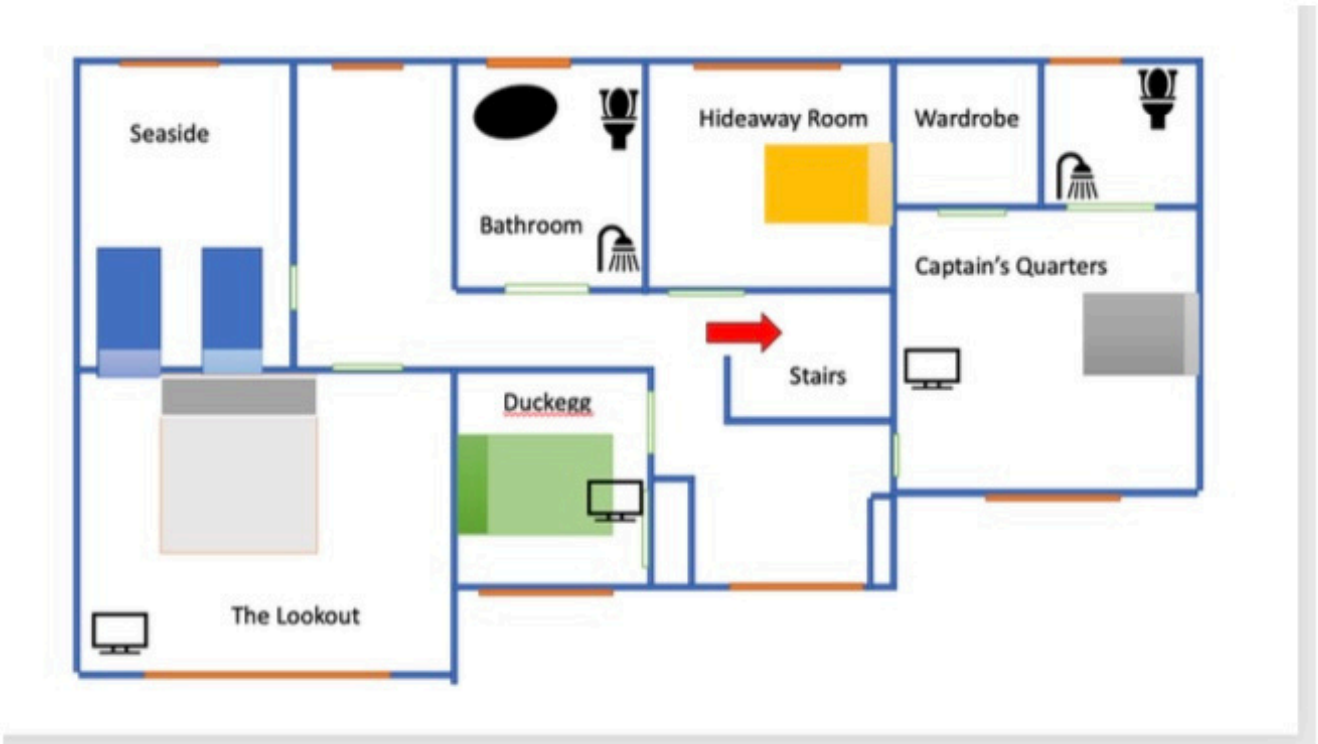 Seaside
Hideaway Room
Wardrobe
Bathroom
Captain's Quarters
Stairs
Duckegg
The Lookout